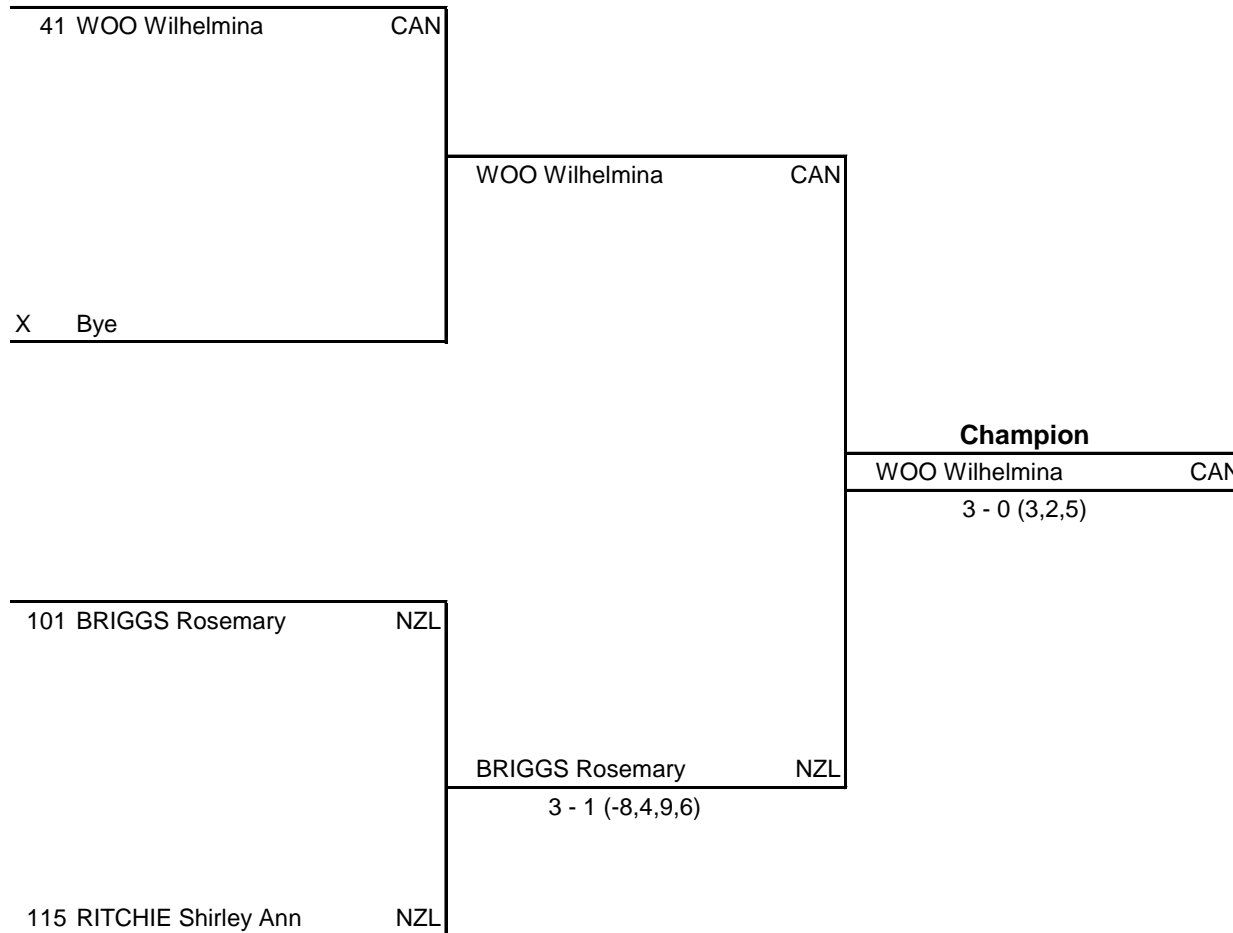 41 WOO Wilhelmina CAN
WOO Wilhelmina CAN
X Bye
Champion
WOO Wilhelmina CAN
3 - 0 (3,2,5)
101 BRIGGS Rosemary NZL
BRIGGS Rosemary NZL
3 - 1 (-8,4,9,6)
115 RITCHIE Shirley Ann NZL